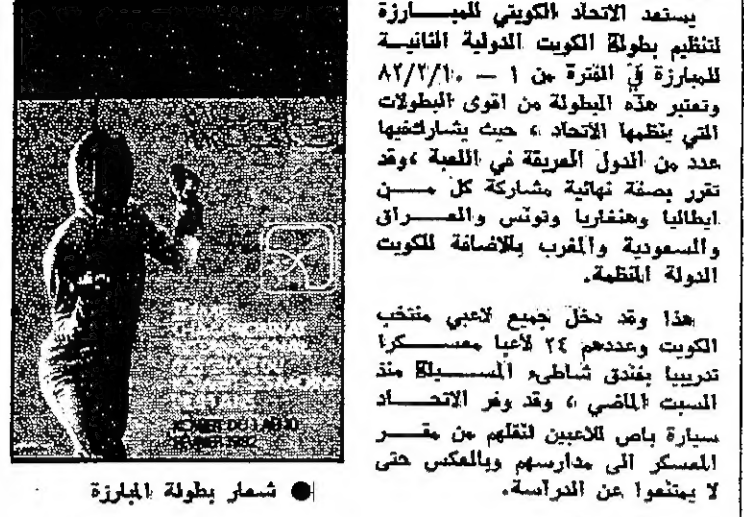 يستعد الاتحاد الكويتي للمبارزة
لتنظيم بطولة الكويت الدولية الثانية
للمبارزة في الفترة من ١ — ٨٢/٢/١٠
وتعتبر هذه البطولة من اقوى البطولات
التي ينظمها الاتحاد ، حيث يشارك فيها
عدد من الدول العريقة في اللعبة ، وقد
تقرر بصفة نهائية مشاركة كل من
ايطاليا وهنغاريا وتونس والعراق
والسعودية والمغرب بالاضافة للكويت
الدولة المنظمة.
هذا وقد دخل جميع لاعبي منتخب
الكويت وعددهم ٢٤ لاعبا معسكرا
تدريبيا بفندق شاطىء المسيلة منذ
السبت الماضي ، وقد وفر الاتحاد
سيارة باص للاعبين لنقلهم من مقر
المعسكر الى مدارسهم وبالعكس حتى
لا يمتنعوا عن الدراسة.
شعار بطولة المبارزة